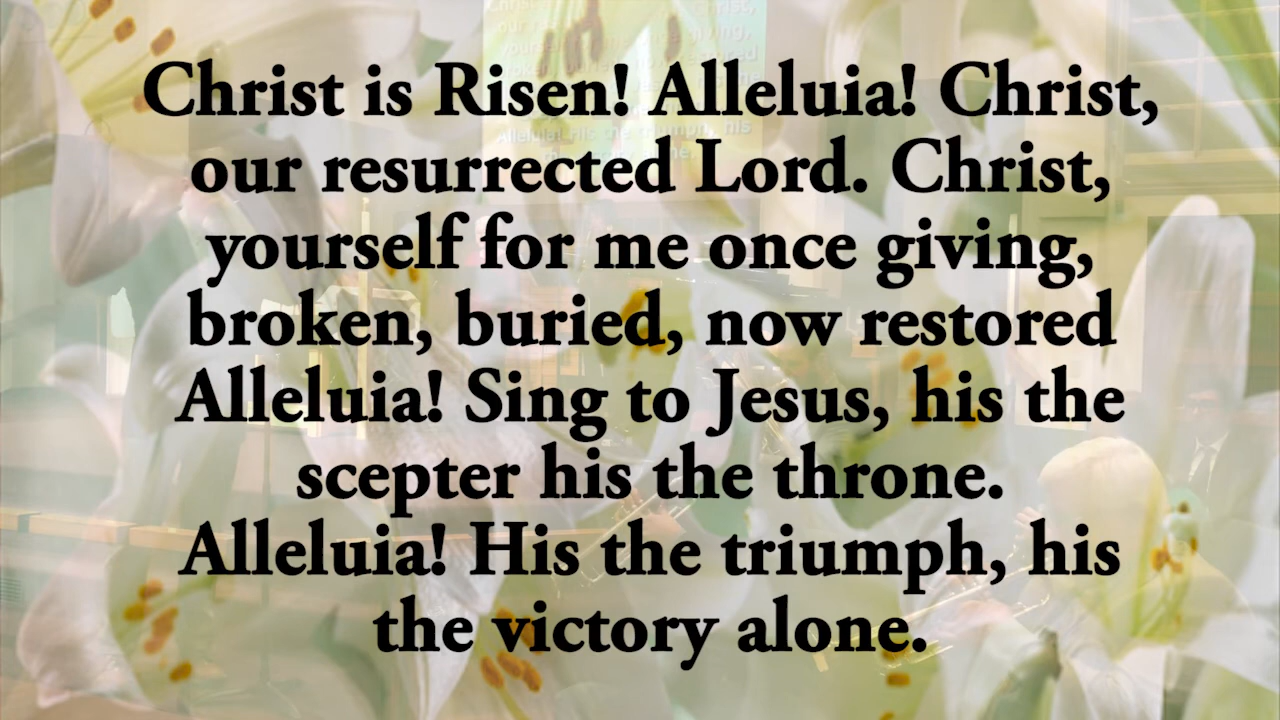 Christ is Risen! Alleluia! Christ,
our resurrected Lord. Christ,
yourself for me once giving,
broken, buried, now restored
Alleluia! Sing to Jesus, his the
scepter his the throne.
Alleluia! His the triumph, his
the victory alone.